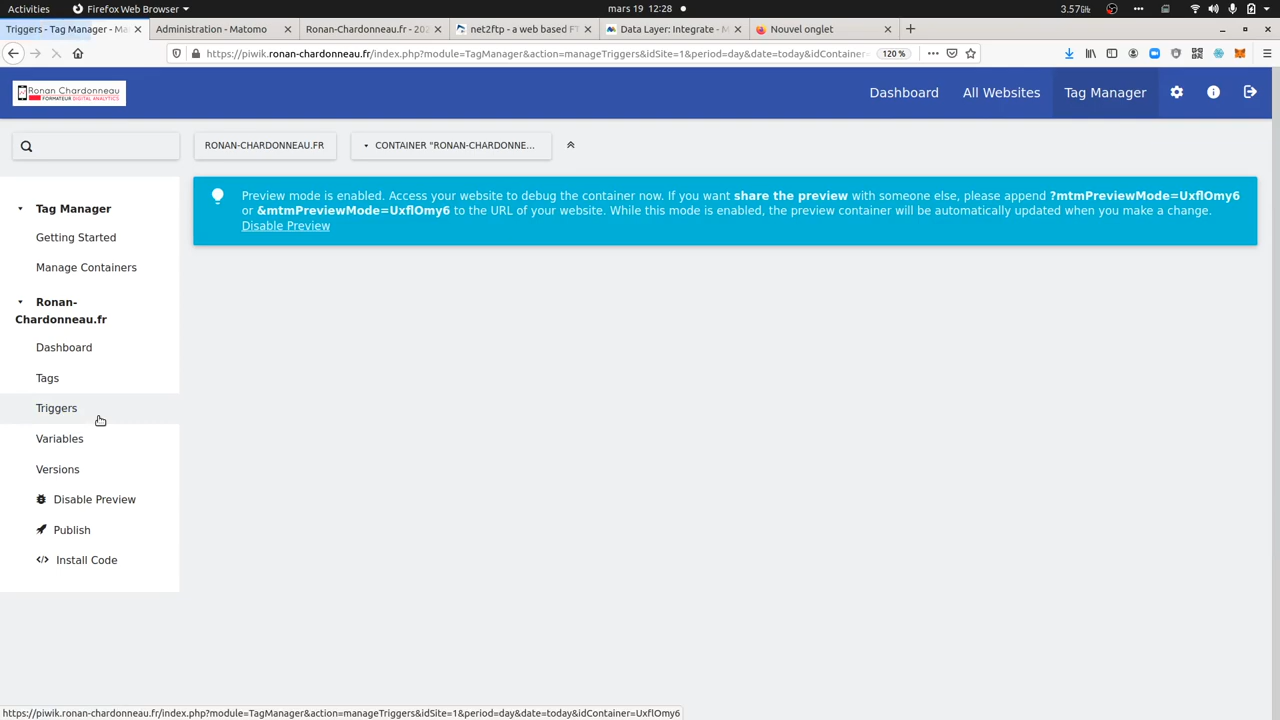 Activities
Firefox Web Browser
mars 19 12:28
3.57
Triggers - Tag Manager - Ma
Administration - Matomo
Ronan-Chardonneau.fr - 202
net2ftp - a web based FT
Data Layer: Integrate - M
Nouvel onglet
https://piwik.ronan-chardonneau.fr/index.php?module=TagManager&action=manageTriggers&idSite=1&period=day&date=today&idContainer=
120 %
Ronan Chardonneau
FORMATEUR DIGITAL ANALYTICS
Dashboard
All Websites
Tag Manager
RONAN-CHARDONNEAU.FR
CONTAINER "RONAN-CHARDONNE...
Preview mode is enabled. Access your website to debug the container now. If you want share the preview with someone else, please append ?mtmPreviewMode=UxflOmy6
or &mtmPreviewMode=UxflOmy6 to the URL of your website. While this mode is enabled, the preview container will be automatically updated when you make a change.
Disable Preview
Tag Manager
Getting Started
Manage Containers
Ronan-
Chardonneau.fr
Dashboard
Tags
Triggers
Variables
Versions
Disable Preview
Publish
Install Code
https://piwik.ronan-chardonneau.fr/index.php?module=TagManager&action=manageTriggers&idSite=1&period=day&date=today&idContainer=UxflOmy6